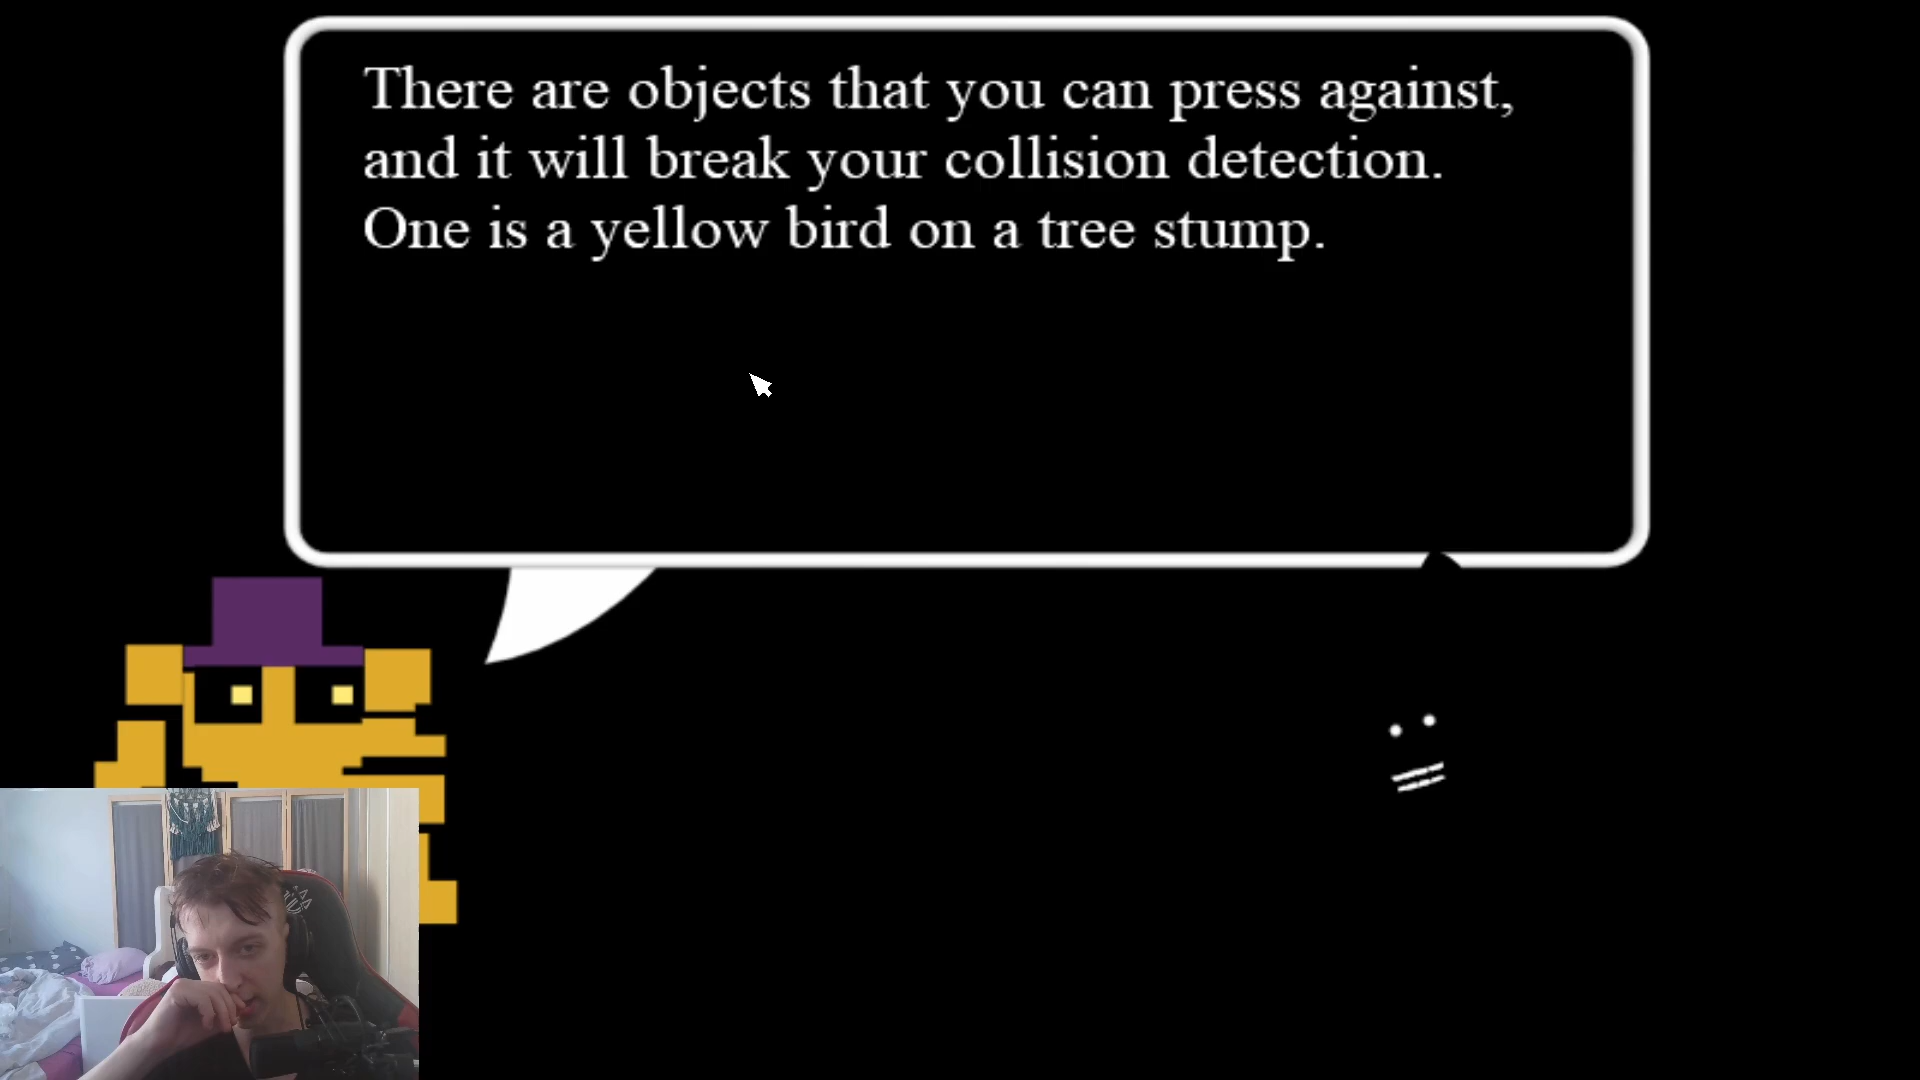 There are objects that you can press against,
and it will break your collision detection.
One is a yellow bird on a tree stump.